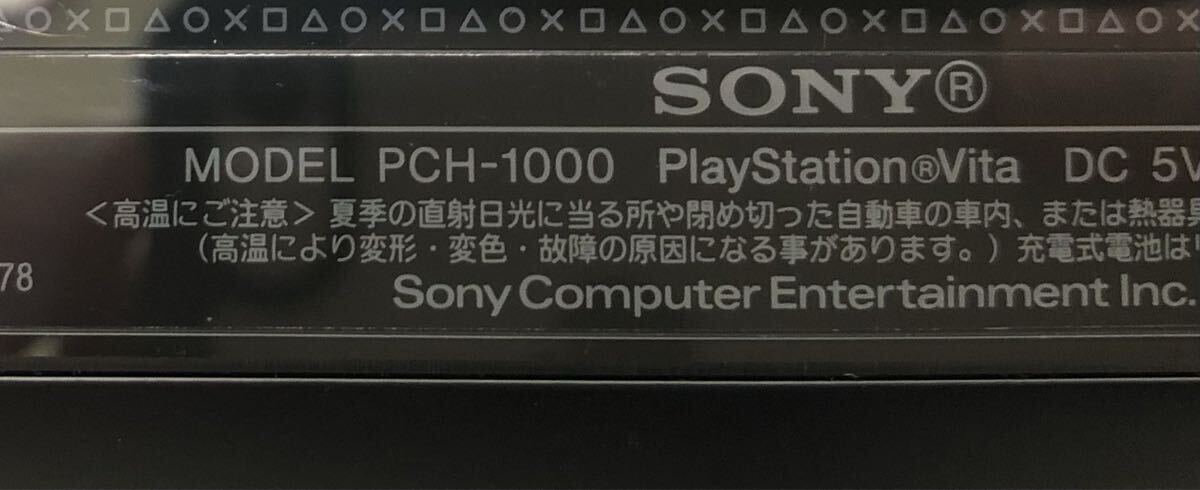 SONY®
MODEL PCH-1000 PlayStation®Vita DC 5V
<高温にご注意> 夏季の直射日光に当る所や閉め切った自動車の車内、または熱器具
(高温により変形・変色・故障の原因になる事があります。) 充電式電池は
78
Sony Computer Entertainment Inc.